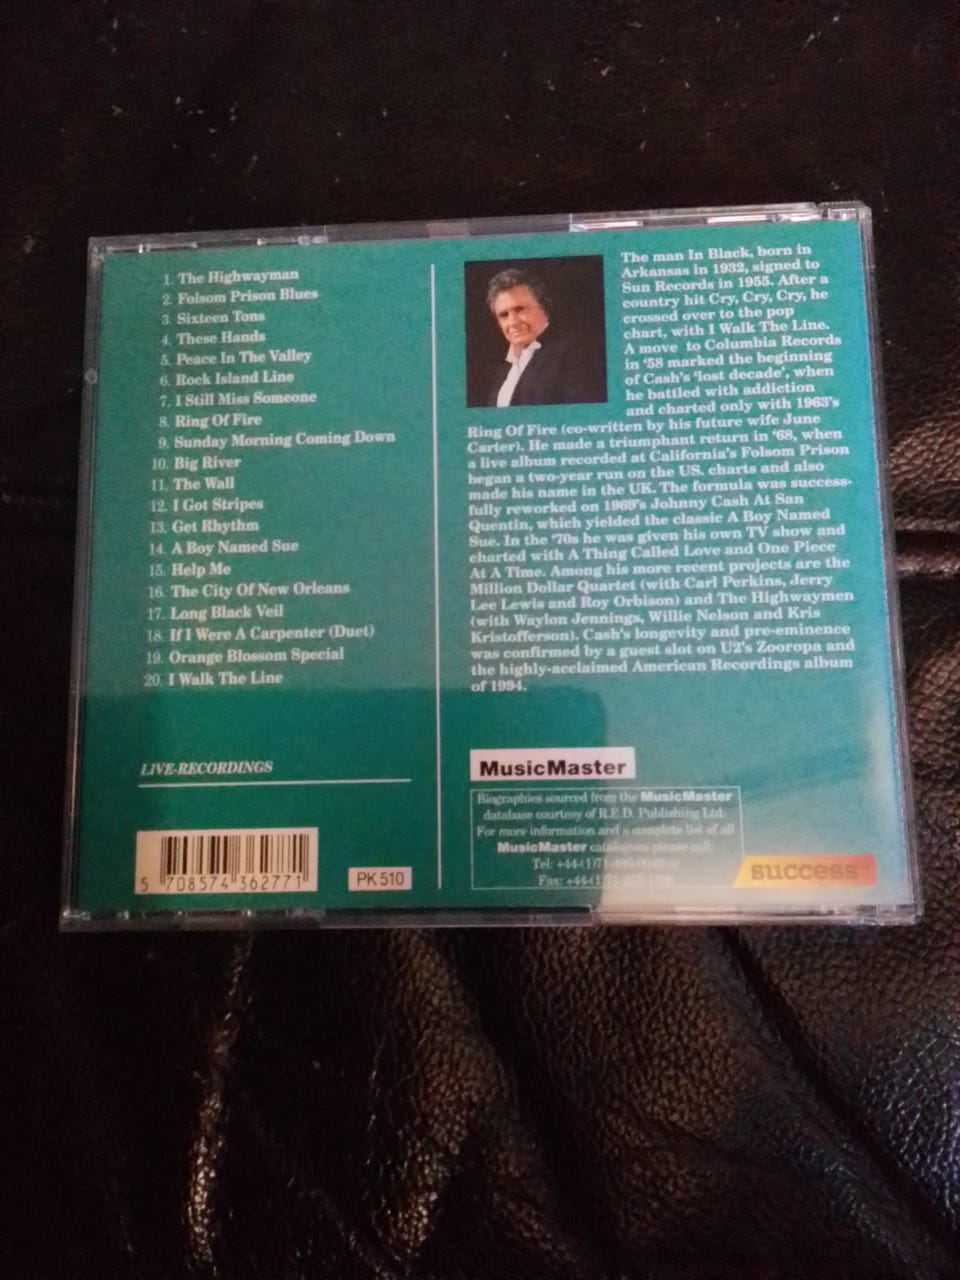 1. The Highwayman
2. Folsom Prison Blues
3. Sixteen Tons
4. These Hands
5. Peace In The Valley
6. Rock Island Line
7. I Still Miss Someone
8. Ring Of Fire
9. Sunday Morning Coming Down
10. Big River
11. The Wall
12. I Got Stripes
13. Get Rhythm
14. A Boy Named Sue
15. Help Me
16. The City Of New Orleans
17. Long Black Veil
18. If I Were A Carpenter (Duet)
19. Orange Blossom Special
20. I Walk The Line
LIVE-RECORDINGS
5 708574 362771
PK 510
The man In Black, born in
Arkansas in 1932, signed to
Sun Records in 1955. After a
country hit Cry, Cry, Cry, he
crossed over to the pop
chart, with I Walk The Line.
A move to Columbia Records
in '58 marked the beginning
of Cash's 'lost decade', when
he battled with addiction
and charted only with 1963's
Ring Of Fire (co-written by his future wife June
Carter). He made a triumphant return in '68, when
a live album recorded at California's Folsom Prison
began a two-year run on the US. charts and also
made his name in the UK. The formula was success-
fully reworked on 1969's Johnny Cash At San
Quentin, which yielded the classic A Boy Named
Sue. In the '70s he was given his own TV show and
charted with A Thing Called Love and One Piece
At A Time. Among his more recent projects are the
Million Dollar Quartet (with Carl Perkins, Jerry
Lee Lewis and Roy Orbison) and The Highwaymen
(with Waylon Jennings, Willie Nelson and Kris
Kristofferson). Cash's longevity and pre-eminence
was confirmed by a guest slot on U2's Zooropa and
the highly-acclaimed American Recordings album
of 1994.
MusicMaster
Biographies sourced from the MusicMaster
database courtesy of R.E.D. Publishing Ltd.
For more information and a complete list of all
MusicMaster catalogues please call:
Tel: +44-(1)71-
Fax: +44-(1)71-
success